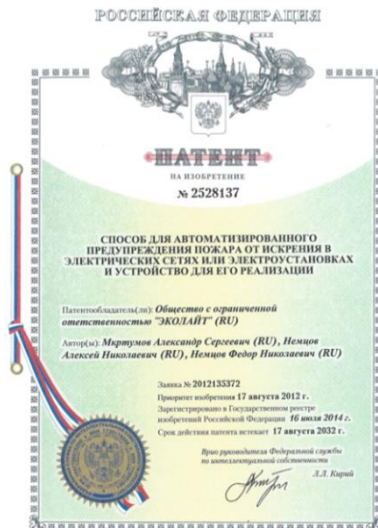 РОССИЙСКАЯ ФЕДЕРАЦИЯ
ПАТЕНТ
НА ИЗОБРЕТЕНИЕ
№ 2528137
СПОСОБ ДЛЯ АВТОМАТИЗИРОВАННОГО
ПРЕДУПРЕЖДЕНИЯ ПОЖАРА ОТ ИСКРЕНИЯ В
ЭЛЕКТРИЧЕСКИХ СЕТЯХ ИЛИ ЭЛЕКТРОУСТАНОВКАХ
И УСТРОЙСТВО ДЛЯ ЕГО РЕАЛИЗАЦИИ
Патентообладатель(ли): Общество с ограниченной
ответственностью "ЭКОЛАЙТ" (RU)
Автор(ы): Мкртумов Александр Сергеевич (RU), Немцов
Алексей Николаевич (RU), Немцов Федор Николаевич (RU)
Заявка № 2012135372
Приоритет изобретения 17 августа 2012 г.
Зарегистрировано в Государственном реестре
изобретений Российской Федерации 16 июля 2014 г.
Срок действия патента истекает 17 августа 2032 г.
Врио руководителя Федеральной службы
по интеллектуальной собственности
Л.Л. Кирий